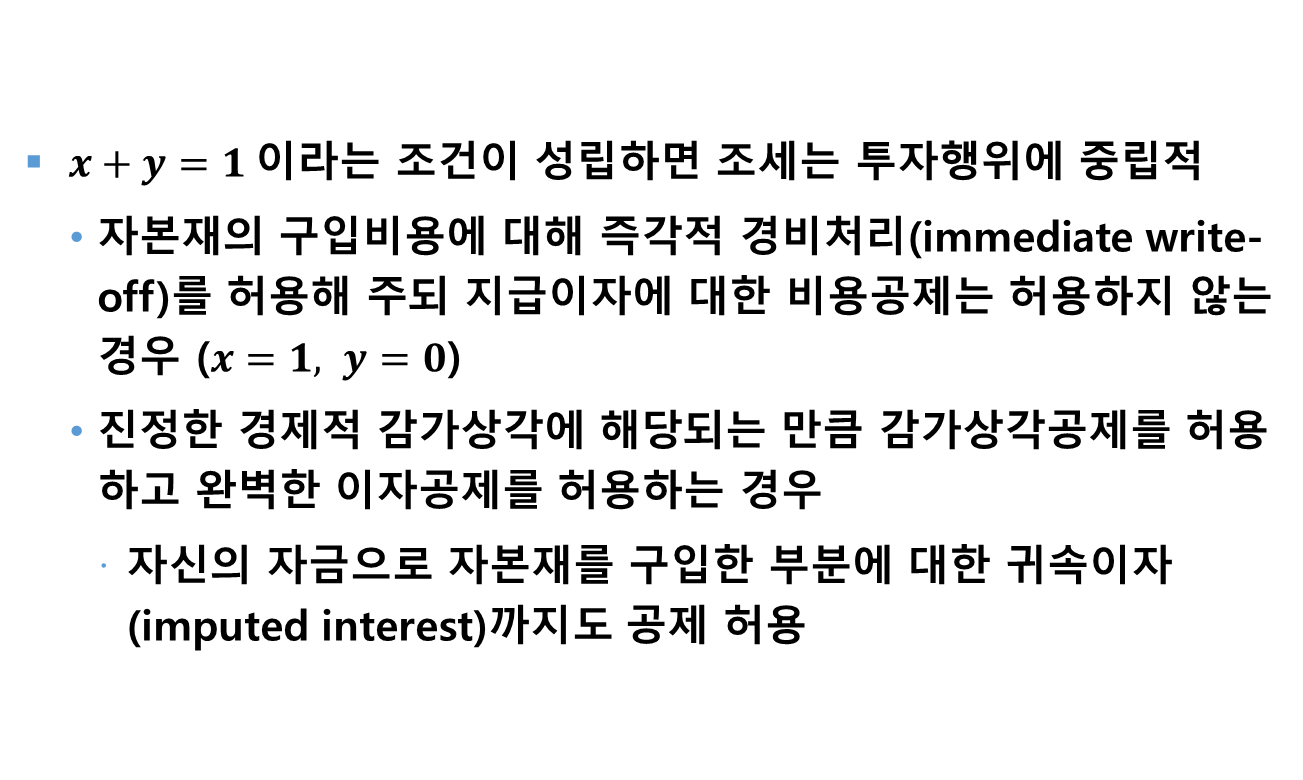 ▪ x + y = 1 이라는 조건이 성립하면 조세는 투자행위에 중립적
• 자본재의 구입비용에 대해 즉각적 경비처리(immediate write-
off)를 허용해 주되 지급이자에 대한 비용공제는 허용하지 않는
경우 (x = 1, y = 0)
• 진정한 경제적 감가상각에 해당되는 만큼 감가상각공제를 허용
하고 완벽한 이자공제를 허용하는 경우
· 자신의 자금으로 자본재를 구입한 부분에 대한 귀속이자
(imputed interest)까지도 공제 허용